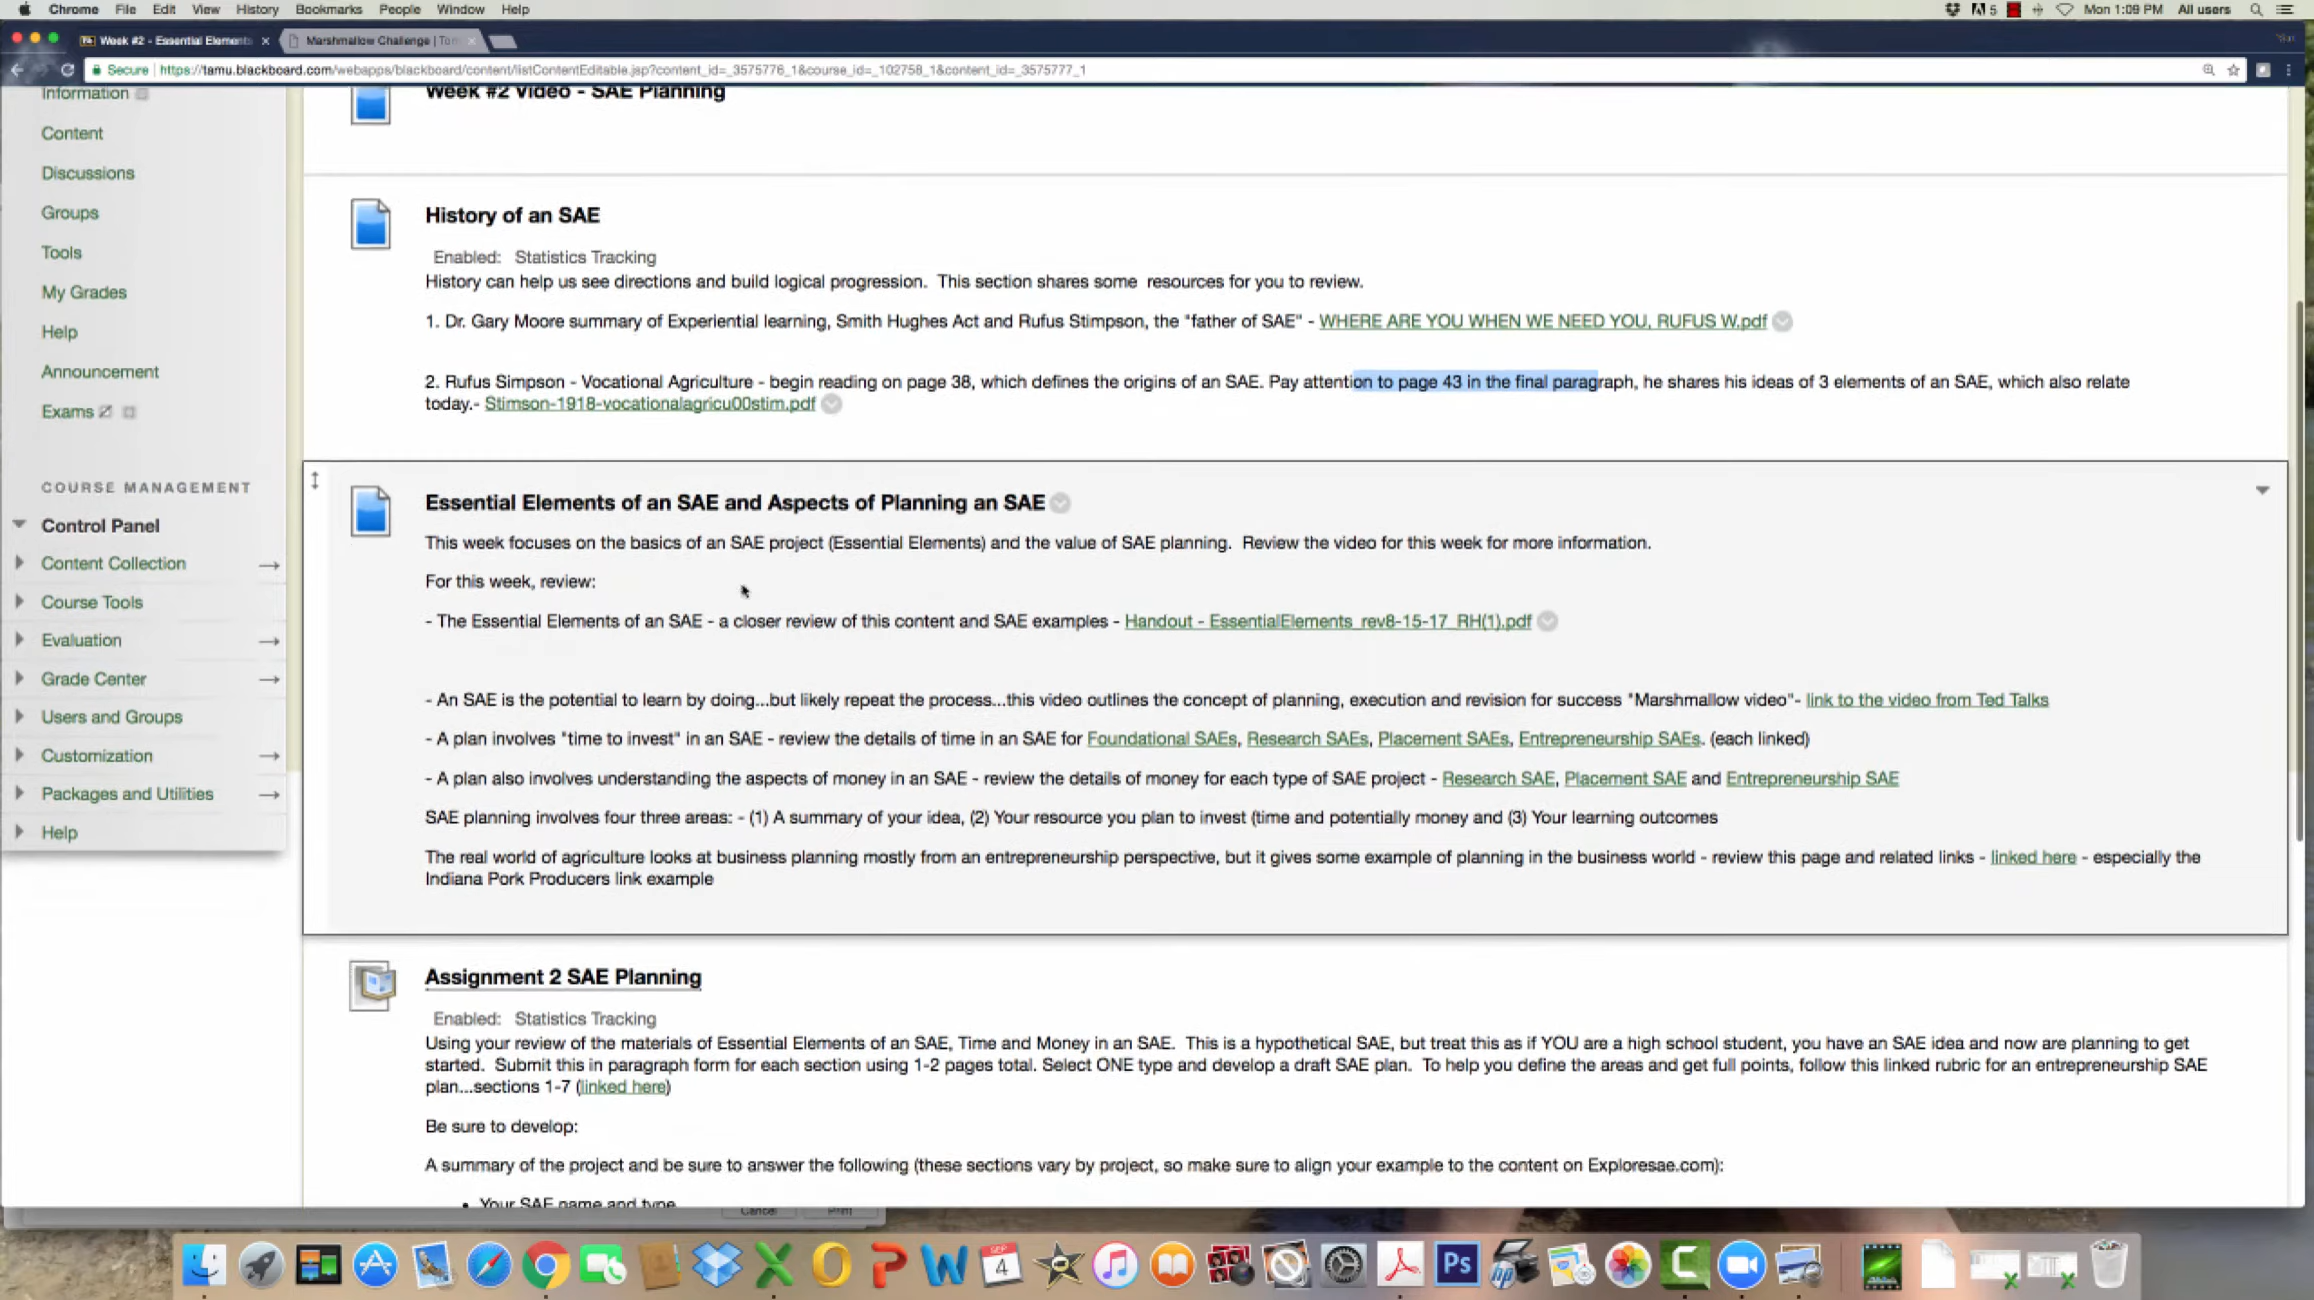 Chrome File Edit View History Bookmarks People Window Help
5 Mon 1:09 PM All users
Week #2 - Essential Elements
Marshmallow Challenge | Tom
Secure | https://tamu.blackboard.com/webapps/blackboard/content/listContentEditable.jsp?content_id=_3575776_1&course_id=_102758_1&content_id=_3575777_1
Information
Content
Discussions
Groups
Tools
My Grades
Help
Announcement
Exams
COURSE MANAGEMENT
Control Panel
Content Collection
Course Tools
Evaluation
Grade Center
Users and Groups
Customization
Packages and Utilities
Help
Week #2 Video - SAE Planning
History of an SAE
Enabled: Statistics Tracking
History can help us see directions and build logical progression. This section shares some resources for you to review.
1. Dr. Gary Moore summary of Experiential learning, Smith Hughes Act and Rufus Stimpson, the "father of SAE" - WHERE ARE YOU WHEN WE NEED YOU, RUFUS W.pdf
2. Rufus Simpson - Vocational Agriculture - begin reading on page 38, which defines the origins of an SAE. Pay attention to page 43 in the final paragraph, he shares his ideas of 3 elements of an SAE, which also relate
today.- Stimson-1918-vocationalagricu00stim.pdf
Essential Elements of an SAE and Aspects of Planning an SAE
This week focuses on the basics of an SAE project (Essential Elements) and the value of SAE planning. Review the video for this week for more information.
For this week, review:
- The Essential Elements of an SAE - a closer review of this content and SAE examples - Handout - EssentialElements_rev8-15-17_RH(1).pdf
- An SAE is the potential to learn by doing...but likely repeat the process...this video outlines the concept of planning, execution and revision for success "Marshmallow video"- link to the video from Ted Talks
- A plan involves "time to invest" in an SAE - review the details of time in an SAE for Foundational SAEs, Research SAEs, Placement SAEs, Entrepreneurship SAEs. (each linked)
- A plan also involves understanding the aspects of money in an SAE - review the details of money for each type of SAE project - Research SAE, Placement SAE and Entrepreneurship SAE
SAE planning involves four three areas: - (1) A summary of your idea, (2) Your resource you plan to invest (time and potentially money and (3) Your learning outcomes
The real world of agriculture looks at business planning mostly from an entrepreneurship perspective, but it gives some example of planning in the business world - review this page and related links - linked here - especially the
Indiana Pork Producers link example
Assignment 2 SAE Planning
Enabled: Statistics Tracking
Using your review of the materials of Essential Elements of an SAE, Time and Money in an SAE. This is a hypothetical SAE, but treat this as if YOU are a high school student, you have an SAE idea and now are planning to get
started. Submit this in paragraph form for each section using 1-2 pages total. Select ONE type and develop a draft SAE plan. To help you define the areas and get full points, follow this linked rubric for an entrepreneurship SAE
plan...sections 1-7 (linked here)
Be sure to develop:
A summary of the project and be sure to answer the following (these sections vary by project, so make sure to align your example to the content on Exploresae.com):
• Your SAE name and type
Cancel Print
SEP
4
Ps
hp